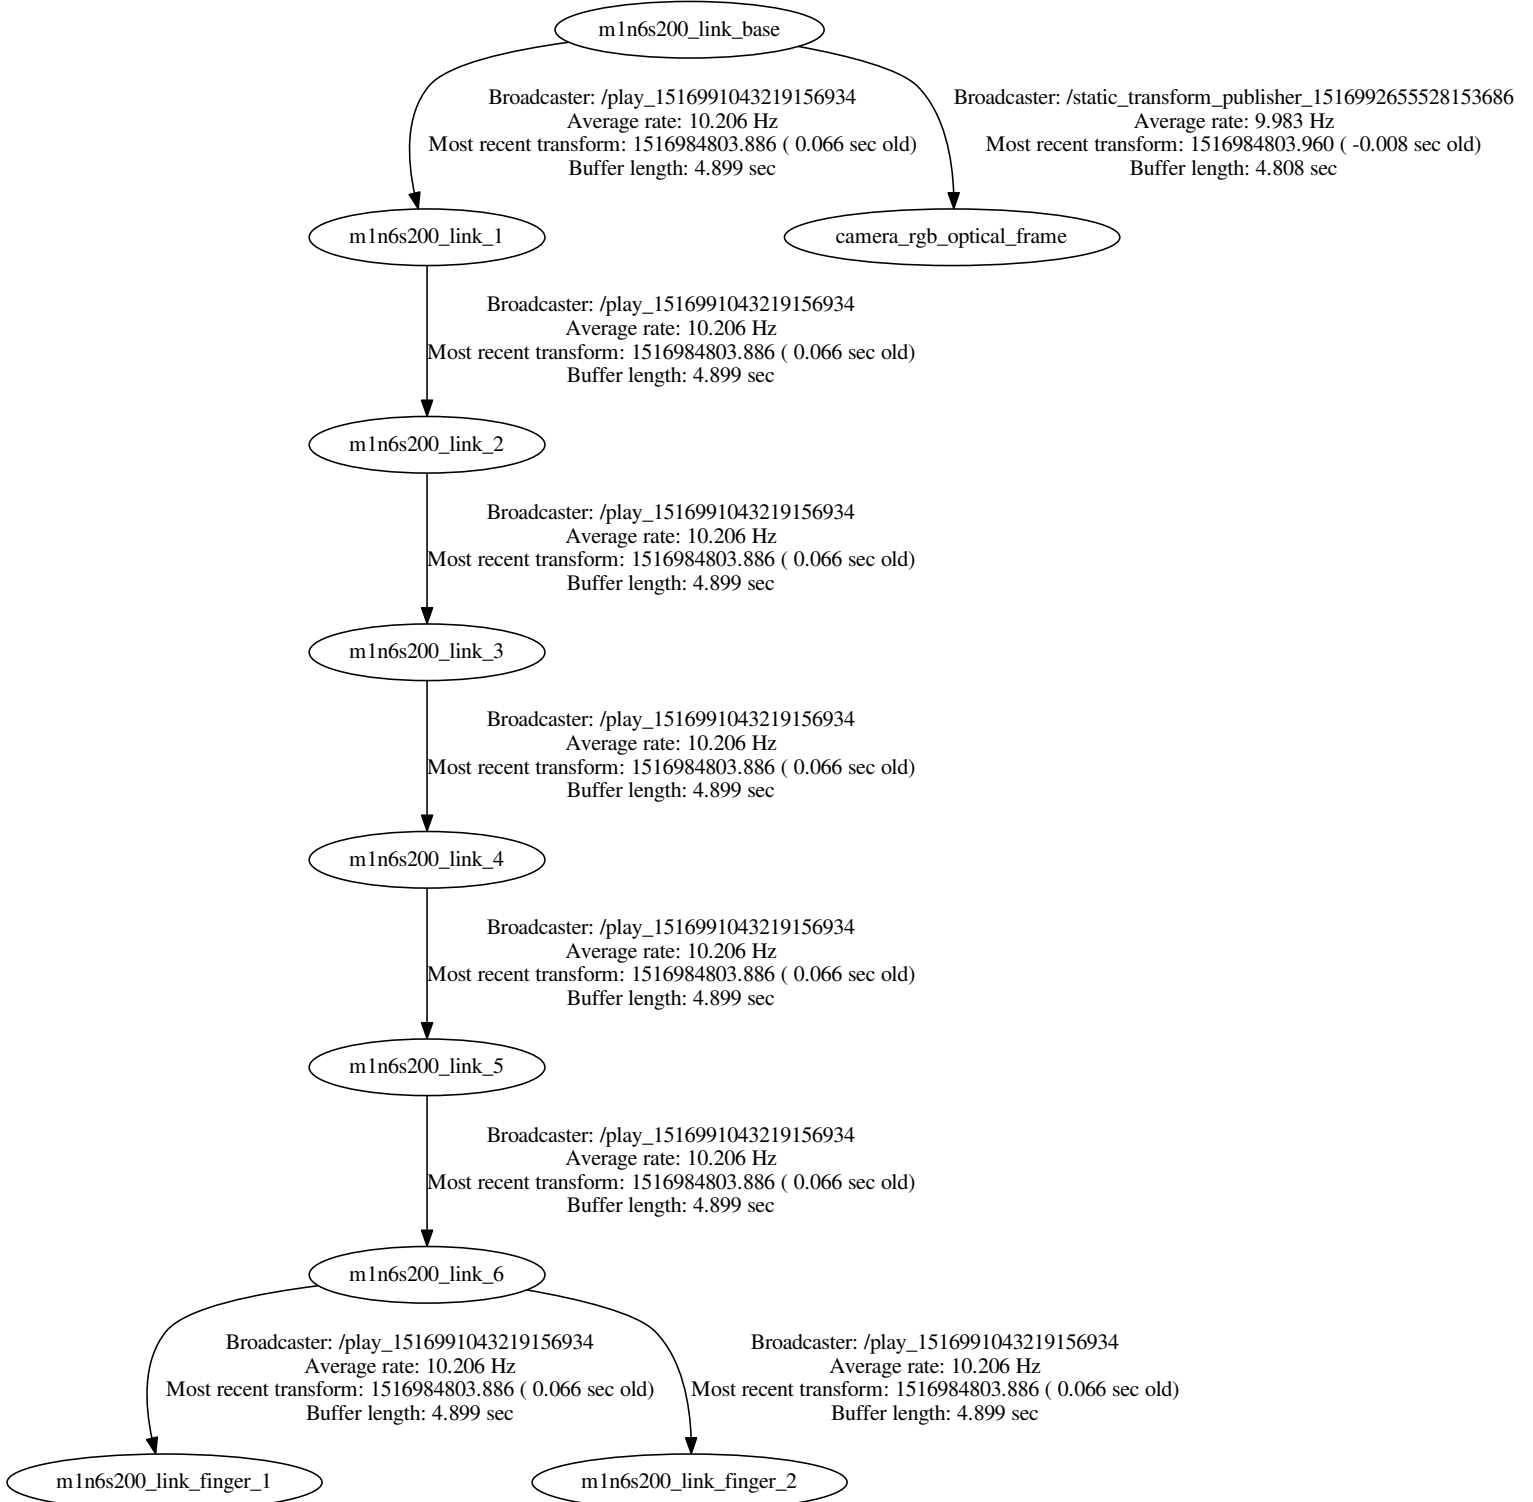 m1n6s200_link_base
Broadcaster: /play_1516991043219156934
Average rate: 10.206 Hz
Most recent transform: 1516984803.886 ( 0.066 sec old)
Buffer length: 4.899 sec
Broadcaster: /static_transform_publisher_1516992655528153686
Average rate: 9.983 Hz
Most recent transform: 1516984803.960 ( -0.008 sec old)
Buffer length: 4.808 sec
m1n6s200_link_1
camera_rgb_optical_frame
Broadcaster: /play_1516991043219156934
Average rate: 10.206 Hz
Most recent transform: 1516984803.886 ( 0.066 sec old)
Buffer length: 4.899 sec
m1n6s200_link_2
Broadcaster: /play_1516991043219156934
Average rate: 10.206 Hz
Most recent transform: 1516984803.886 ( 0.066 sec old)
Buffer length: 4.899 sec
m1n6s200_link_3
Broadcaster: /play_1516991043219156934
Average rate: 10.206 Hz
Most recent transform: 1516984803.886 ( 0.066 sec old)
Buffer length: 4.899 sec
m1n6s200_link_4
Broadcaster: /play_1516991043219156934
Average rate: 10.206 Hz
Most recent transform: 1516984803.886 ( 0.066 sec old)
Buffer length: 4.899 sec
m1n6s200_link_5
Broadcaster: /play_1516991043219156934
Average rate: 10.206 Hz
Most recent transform: 1516984803.886 ( 0.066 sec old)
Buffer length: 4.899 sec
m1n6s200_link_6
Broadcaster: /play_1516991043219156934
Average rate: 10.206 Hz
Most recent transform: 1516984803.886 ( 0.066 sec old)
Buffer length: 4.899 sec
Broadcaster: /play_1516991043219156934
Average rate: 10.206 Hz
Most recent transform: 1516984803.886 ( 0.066 sec old)
Buffer length: 4.899 sec
m1n6s200_link_finger_1
m1n6s200_link_finger_2